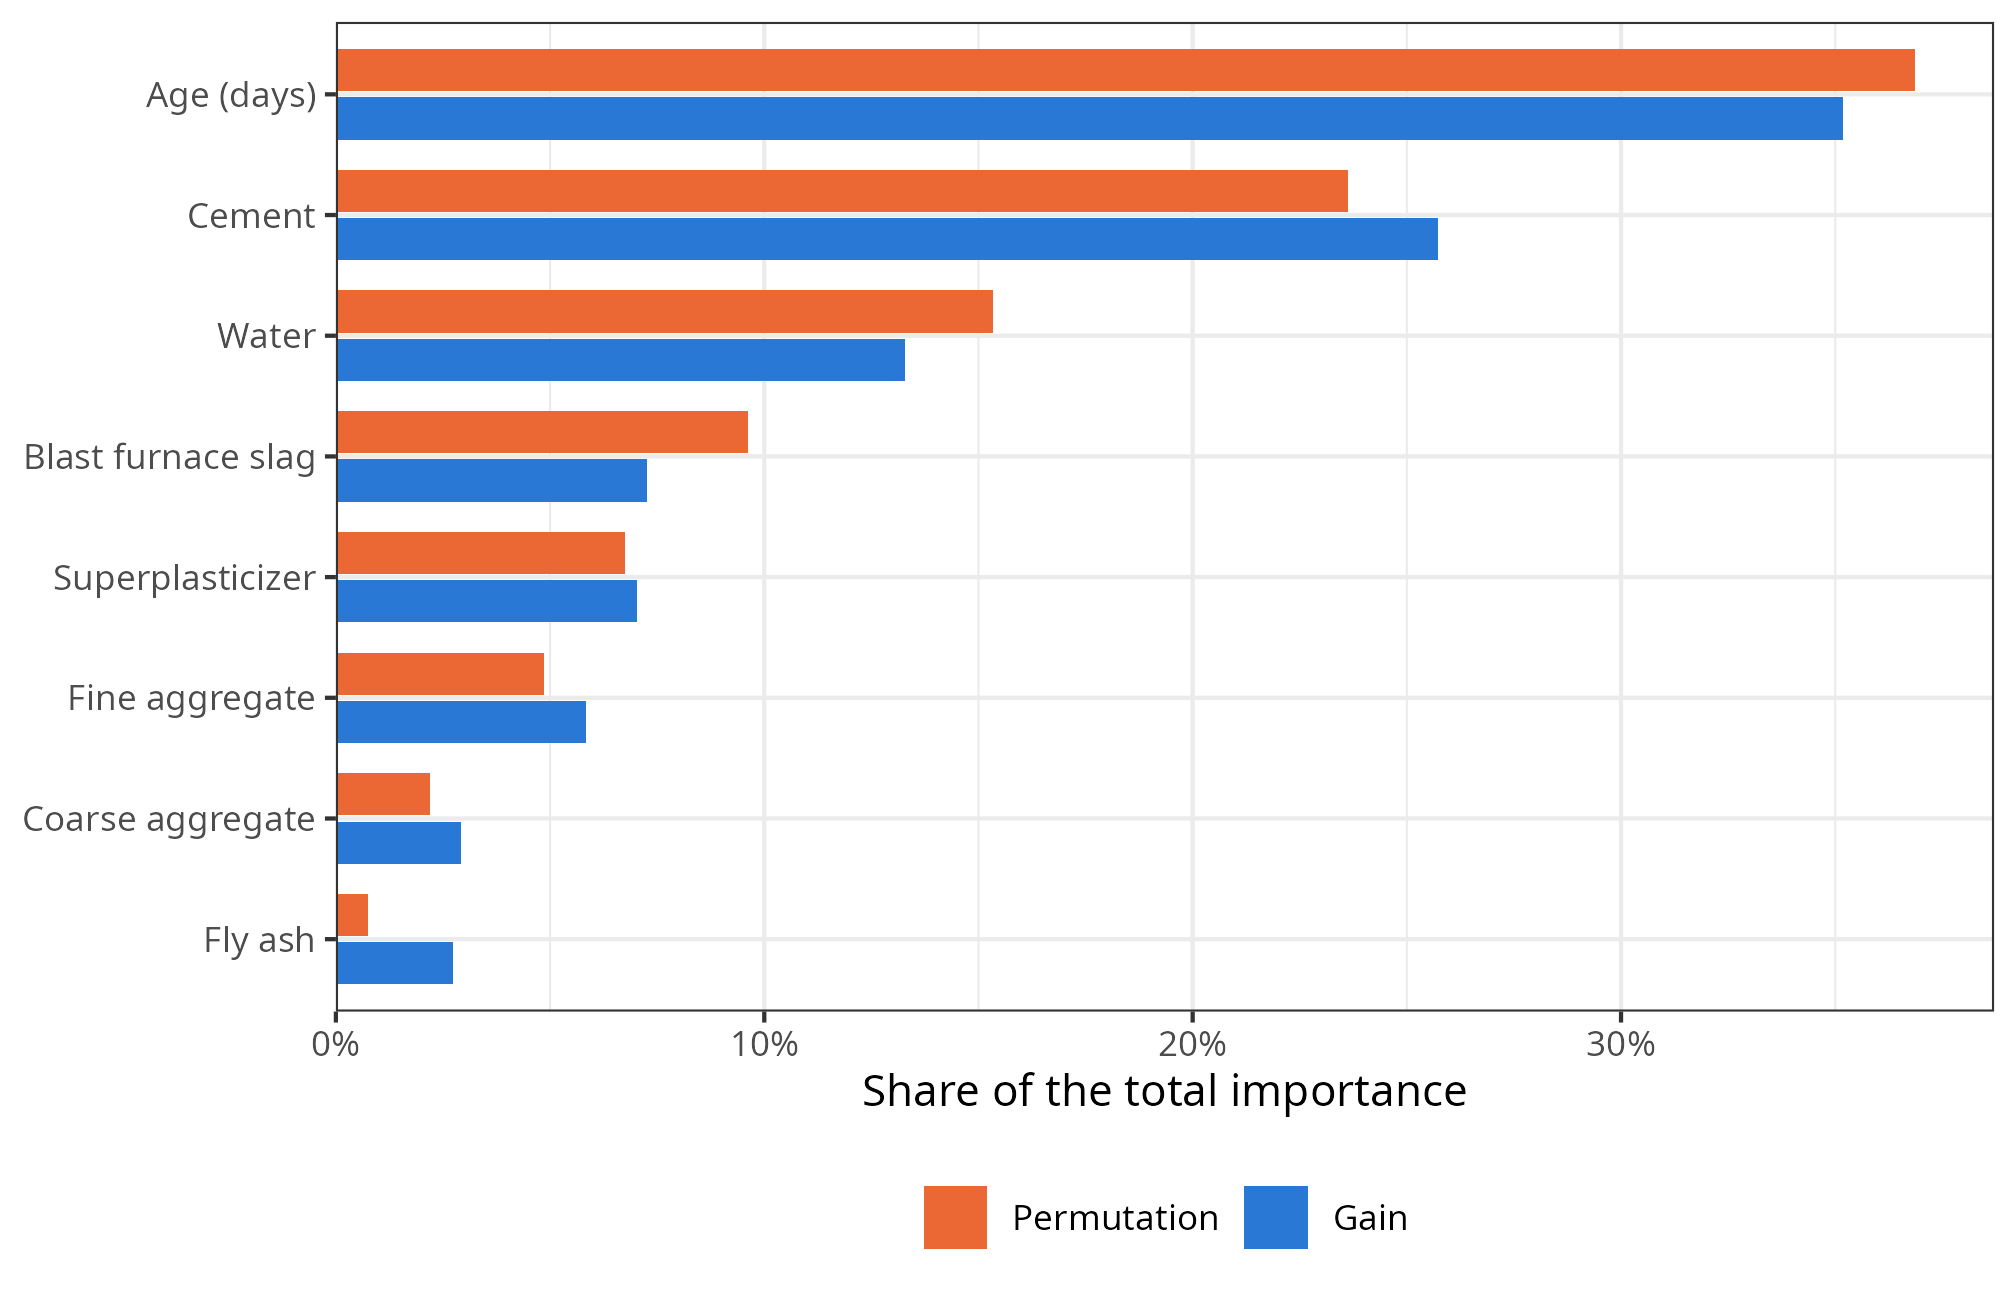 Age (days)
Cement
Water
Blast furnace slag
Superplasticizer
Fine aggregate
Coarse aggregate
Fly ash
0% 10% 20% 30%
Share of the total importance
Permutation Gain